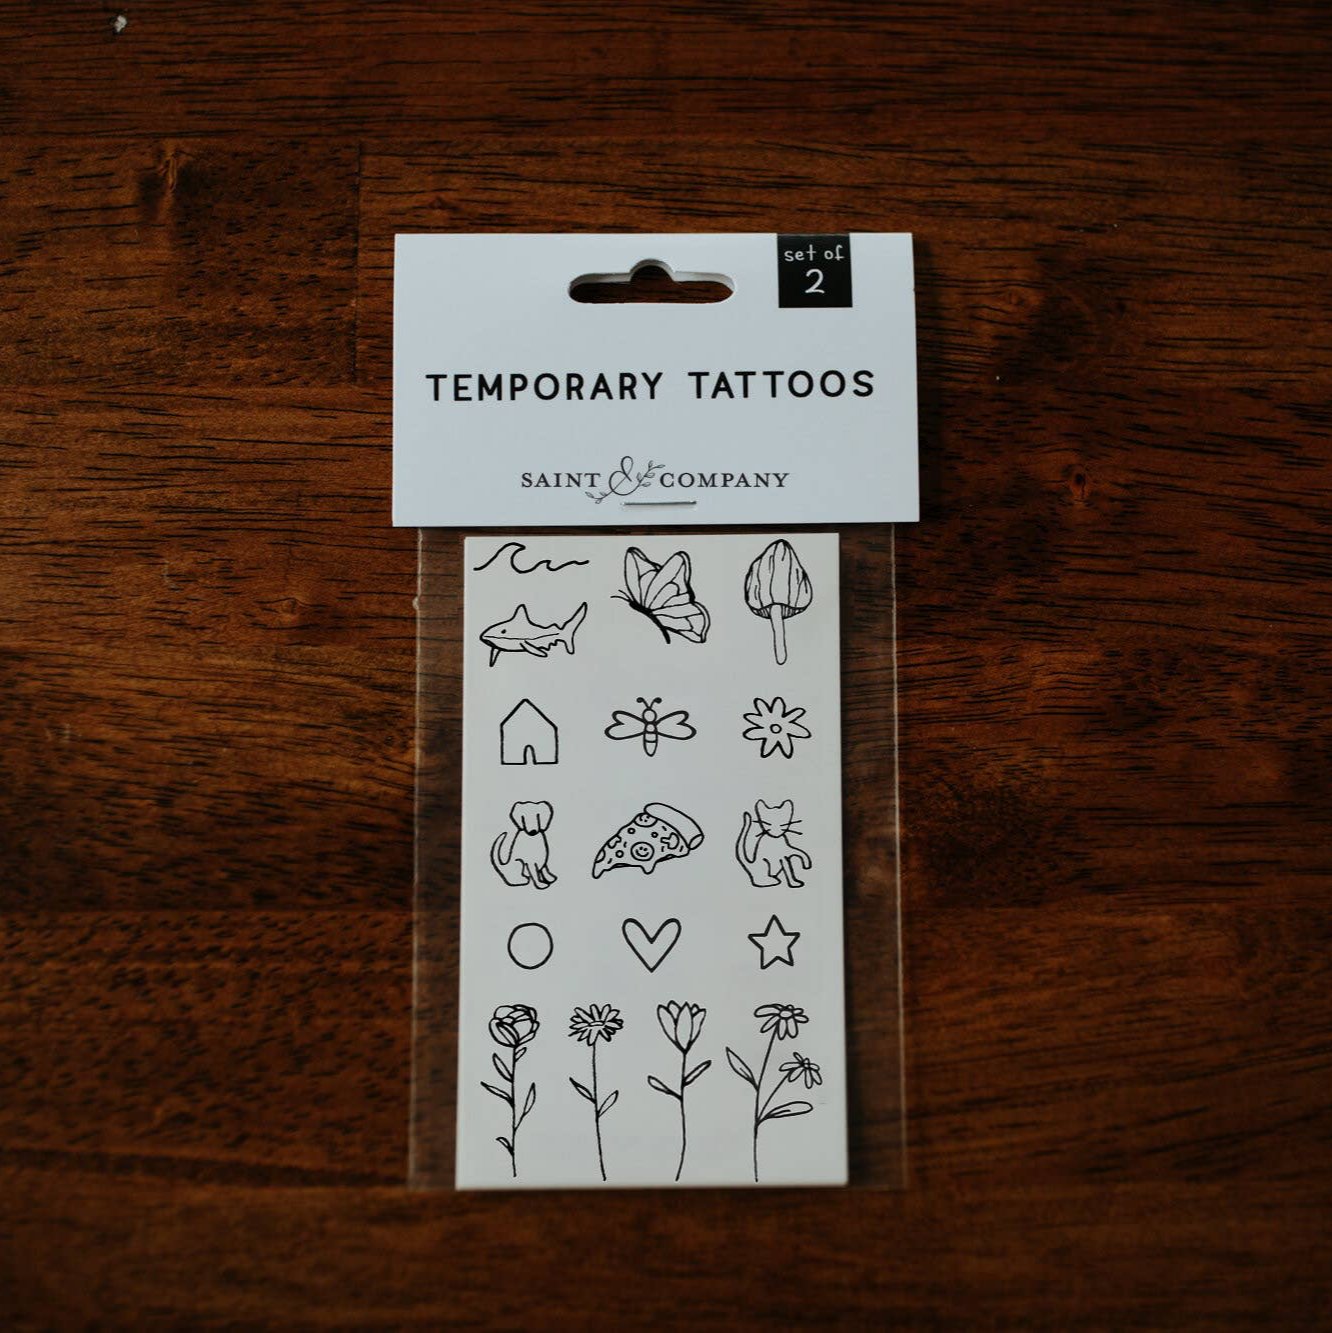 set of
2
TEMPORARY TATTOOS
SAINT & COMPANY